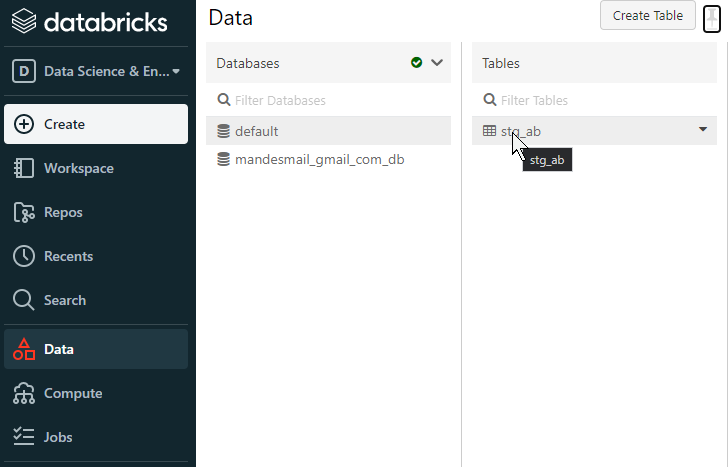 databricks
D
Data Science & En...
Create
Workspace
Repos
Recents
Search
Data
Compute
Jobs
Data
Create Table
Databases
Filter Databases
default
mandesmail_gmail_com_db
Tables
Filter Tables
stg_ab
stg_ab